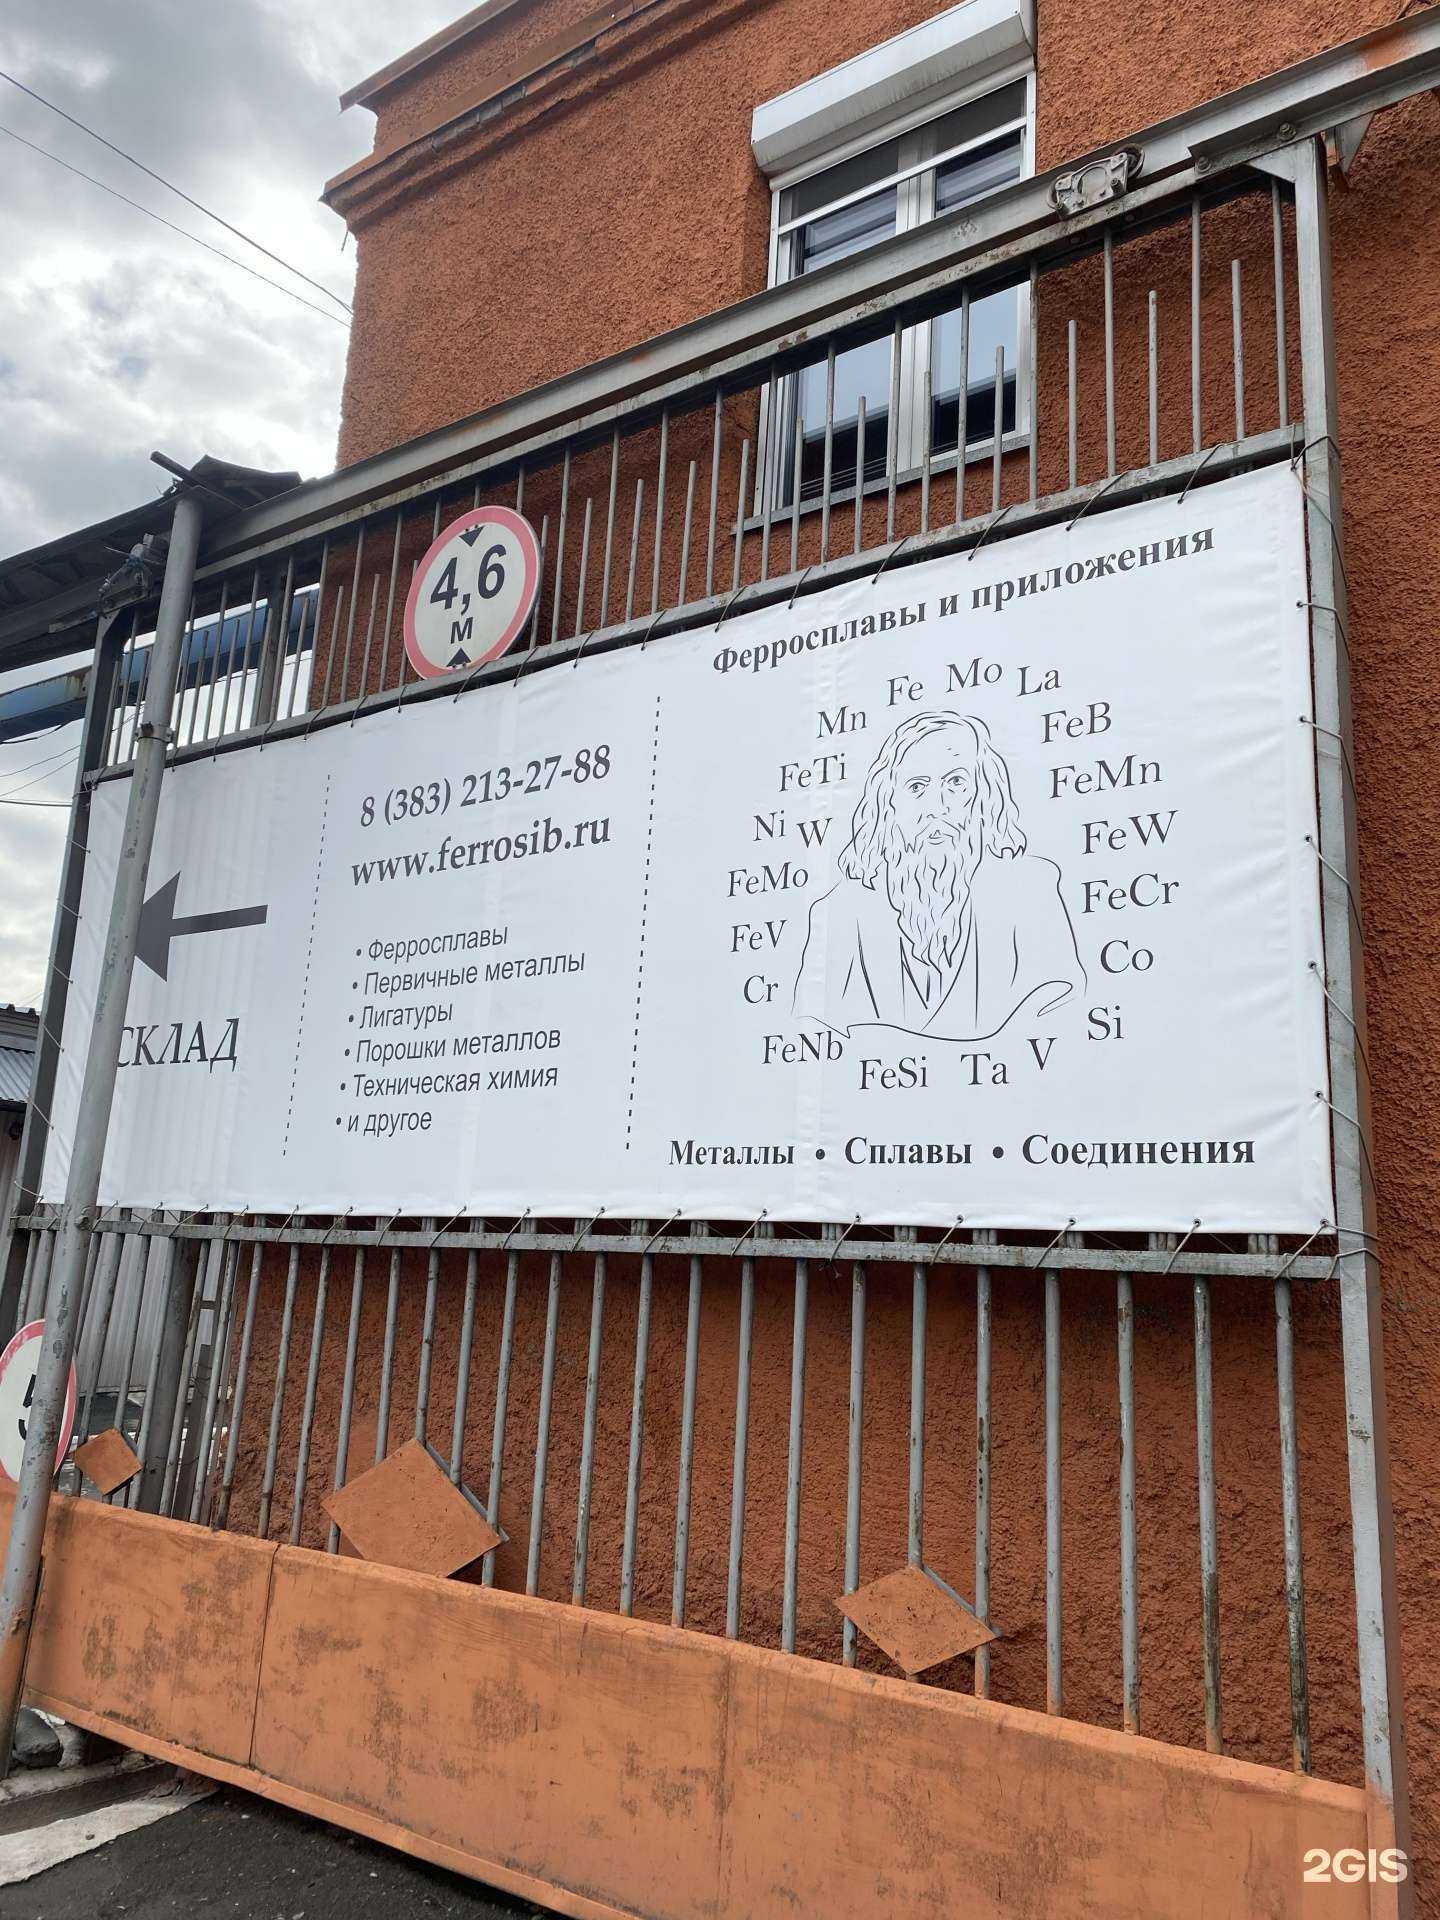 4,6
м
СКЛАД
8 (383) 213-27-88
www.ferrosib.ru
• Ферросплавы
• Первичные металлы
• Лигатуры
• Порошки металлов
• Техническая химия
• и другое
Ферросплавы и приложения
Fe Mo La
Mn FeB
FeTi FeMn
Ni W FeW
FeMo FeCr
FeV Co
Cr Si
FeNb FeSi Ta V
Металлы • Сплавы • Соединения
5
2GIS